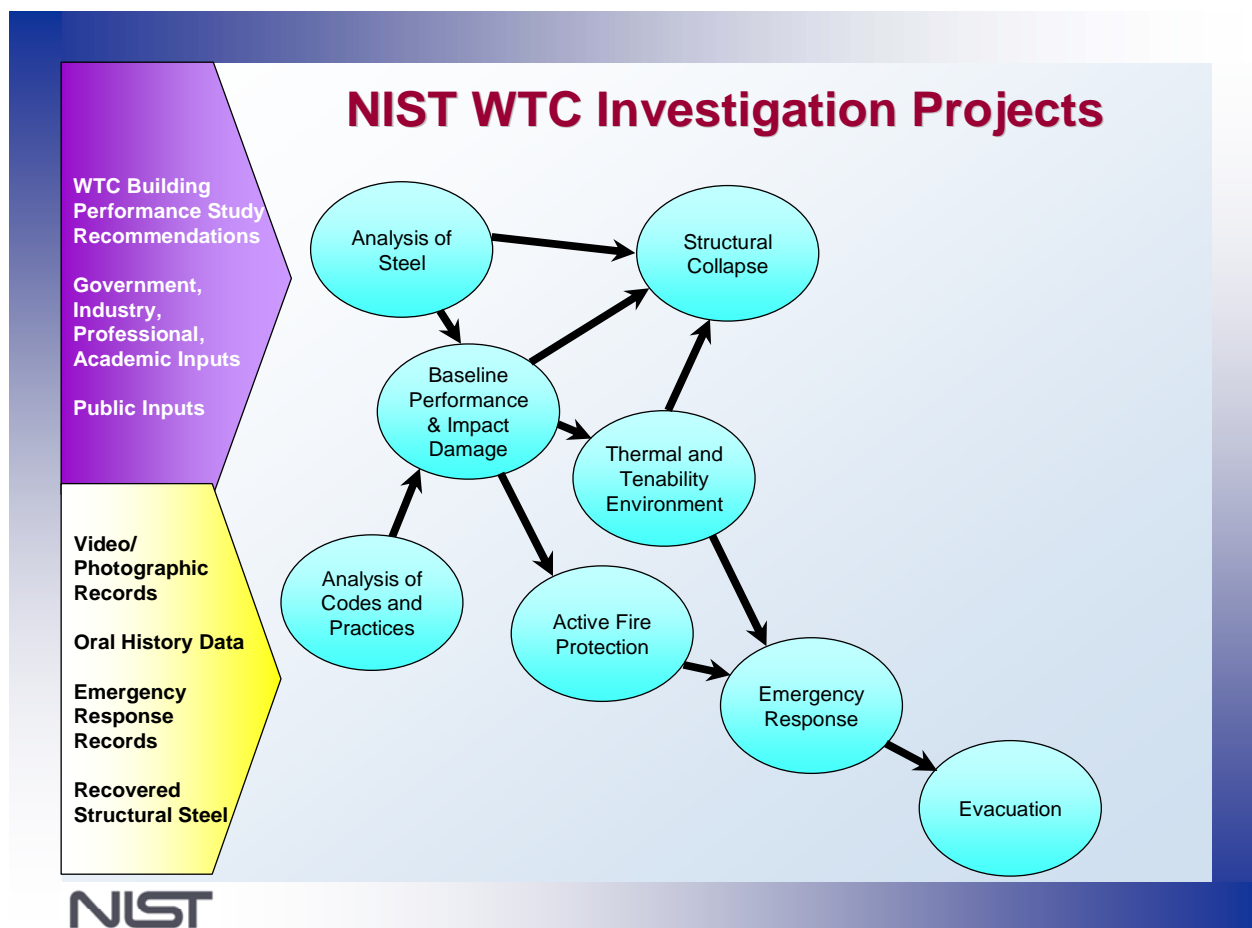 NIST WTC Investigation Projects
WTC Building
Performance Study
Recommendations
Government,
Industry,
Professional,
Academic Inputs
Public Inputs
Video/
Photographic
Records
Oral History Data
Emergency
Response
Records
Recovered
Structural Steel
Analysis of
Steel
Structural
Collapse
Baseline
Performance
& Impact
Damage
Thermal and
Tenability
Environment
Analysis of
Codes and
Practices
Active Fire
Protection
Emergency
Response
Evacuation
NIST